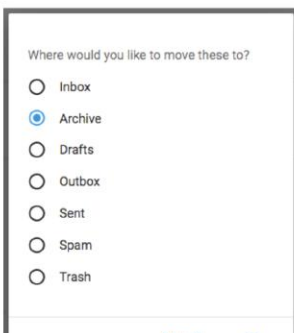 Where would you like to move these to?
Inbox
Archive
Drafts
Outbox
Sent
Spam
Trash